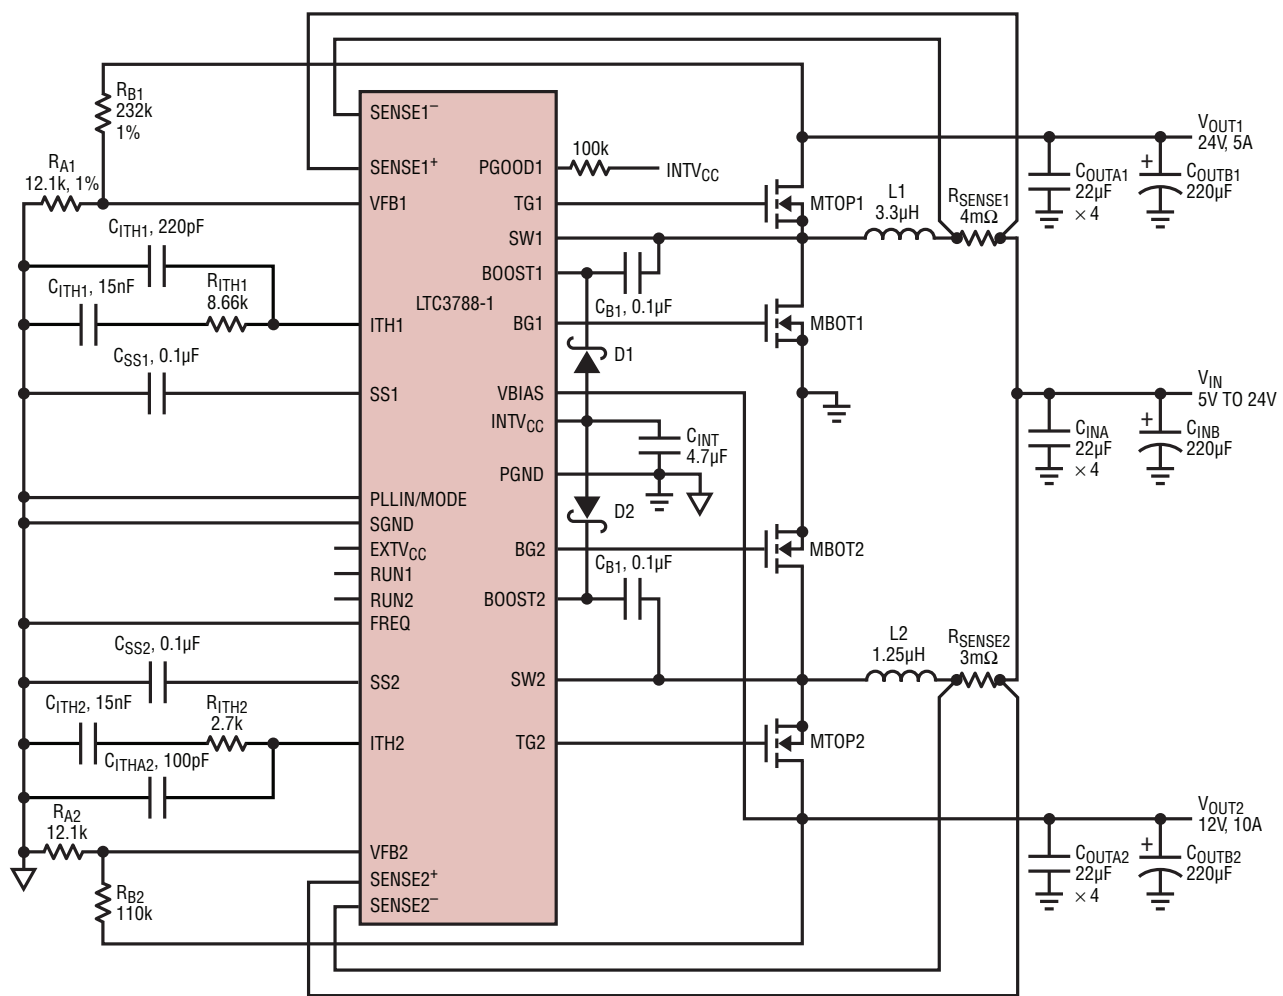 RB1
232k
1%
RA1
12.1k, 1%
CITH1, 220pF
CITH1, 15nF
RITH1
8.66k
CSS1, 0.1µF
CSS2, 0.1µF
CITH2, 15nF
RITH2
2.7k
CITHA2, 100pF
RA2
12.1k
RB2
110k
SENSE1–
SENSE1+
VFB1
ITH1
SS1
PLLIN/MODE
SGND
EXTVCC
RUN1
RUN2
FREQ
SS2
ITH2
VFB2
SENSE2+
SENSE2–
LTC3788-1
PGOOD1
TG1
SW1
BOOST1
BG1
VBIAS
INTVCC
PGND
BG2
BOOST2
SW2
TG2
100k
INTVCC
CB1, 0.1µF
D1
CINT
4.7µF
D2
CB1, 0.1µF
MTOP1
MBOT1
MBOT2
MTOP2
L1
3.3µH
RSENSE1
4mΩ
L2
1.25µH
RSENSE2
3mΩ
VOUT1
24V, 5A
COUTA1
22µF
× 4
+
COUTB1
220µF
VIN
5V TO 24V
CINA
22µF
× 4
+
CINB
220µF
VOUT2
12V, 10A
COUTA2
22µF
× 4
+
COUTB2
220µF